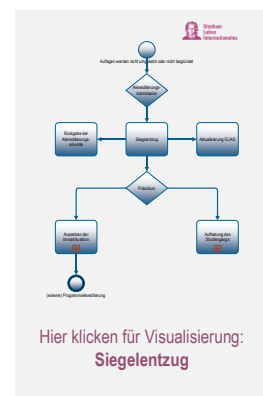 Studium
Lehre
Internationales
Auflagen werden nicht umgesetzt oder nicht begründet
Akkreditierungs-
kommission
Rückgabe der
Akkreditierungs-
urkunde
Siegelentzug
Aktualisierung ELIAS
Präsidium
Aussetzen der
Immatrikulation
Aufhebung des
Studiengangs
(externe) Programmakkreditierung
Hier klicken für Visualisierung:
Siegelentzug